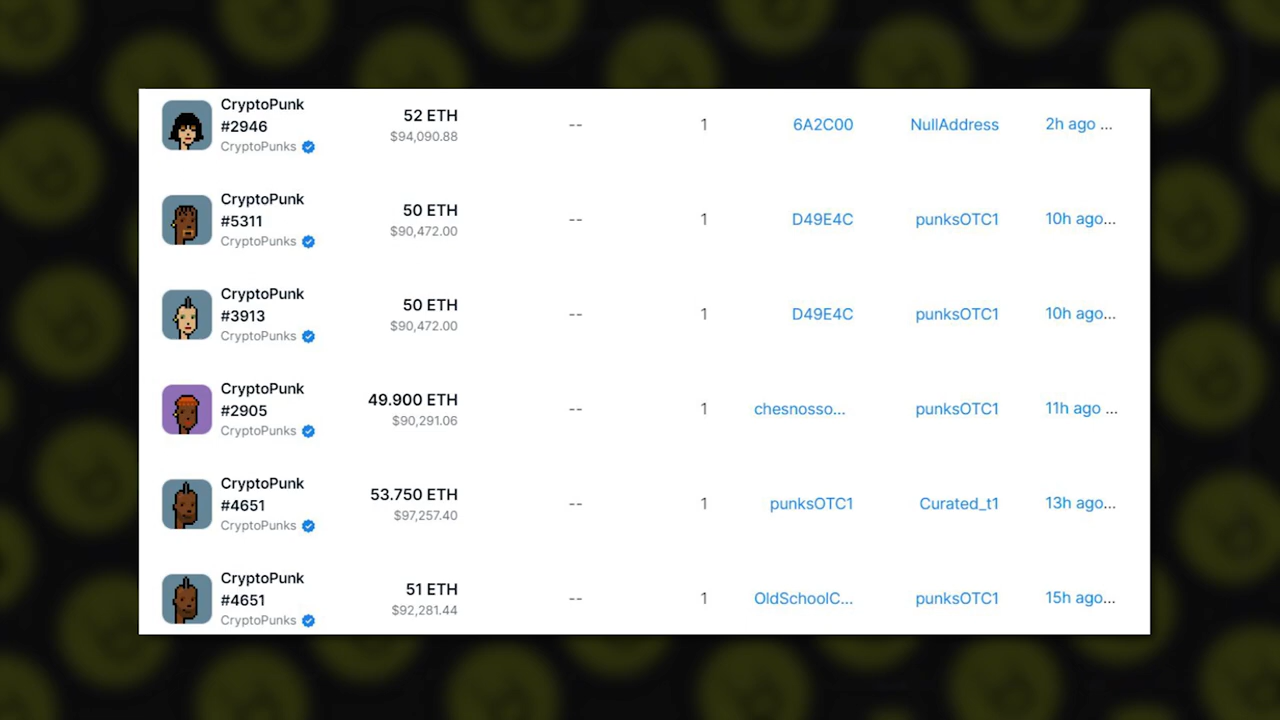 CryptoPunk
#2946
CryptoPunks
52 ETH
$94,090.88
--
1
6A2C00
NullAddress
2h ago ...
CryptoPunk
#5311
CryptoPunks
50 ETH
$90,472.00
--
1
D49E4C
punksOTC1
10h ago...
CryptoPunk
#3913
CryptoPunks
50 ETH
$90,472.00
--
1
D49E4C
punksOTC1
10h ago...
CryptoPunk
#2905
CryptoPunks
49.900 ETH
$90,291.06
--
1
chesnosso...
punksOTC1
11h ago ...
CryptoPunk
#4651
CryptoPunks
53.750 ETH
$97,257.40
--
1
punksOTC1
Curated_t1
13h ago...
CryptoPunk
#4651
CryptoPunks
51 ETH
$92,281.44
--
1
OldSchoolC...
punksOTC1
15h ago...